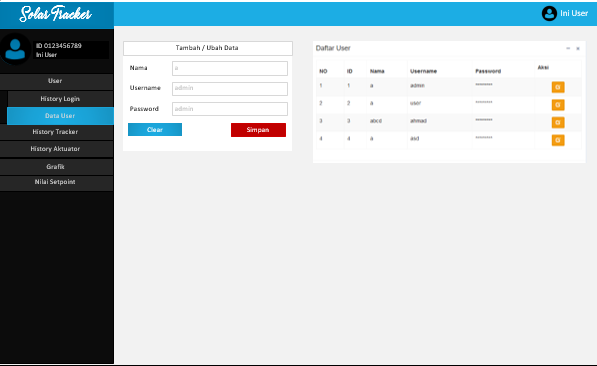 Solar Tracker
Ini User
ID 0123456789
Ini User
User
History Login
Data User
History Tracker
History Aktuator
Grafik
Nilai Setpoint
Tambah / Ubah Data
Nama a
Username admin
Password admin
Clear Simpan
Daftar User
NO ID Nama Username Password Aksi
1 1 a admin ********
2 2 a user ********
3 3 abcd ahmad ********
4 4 a asd ********